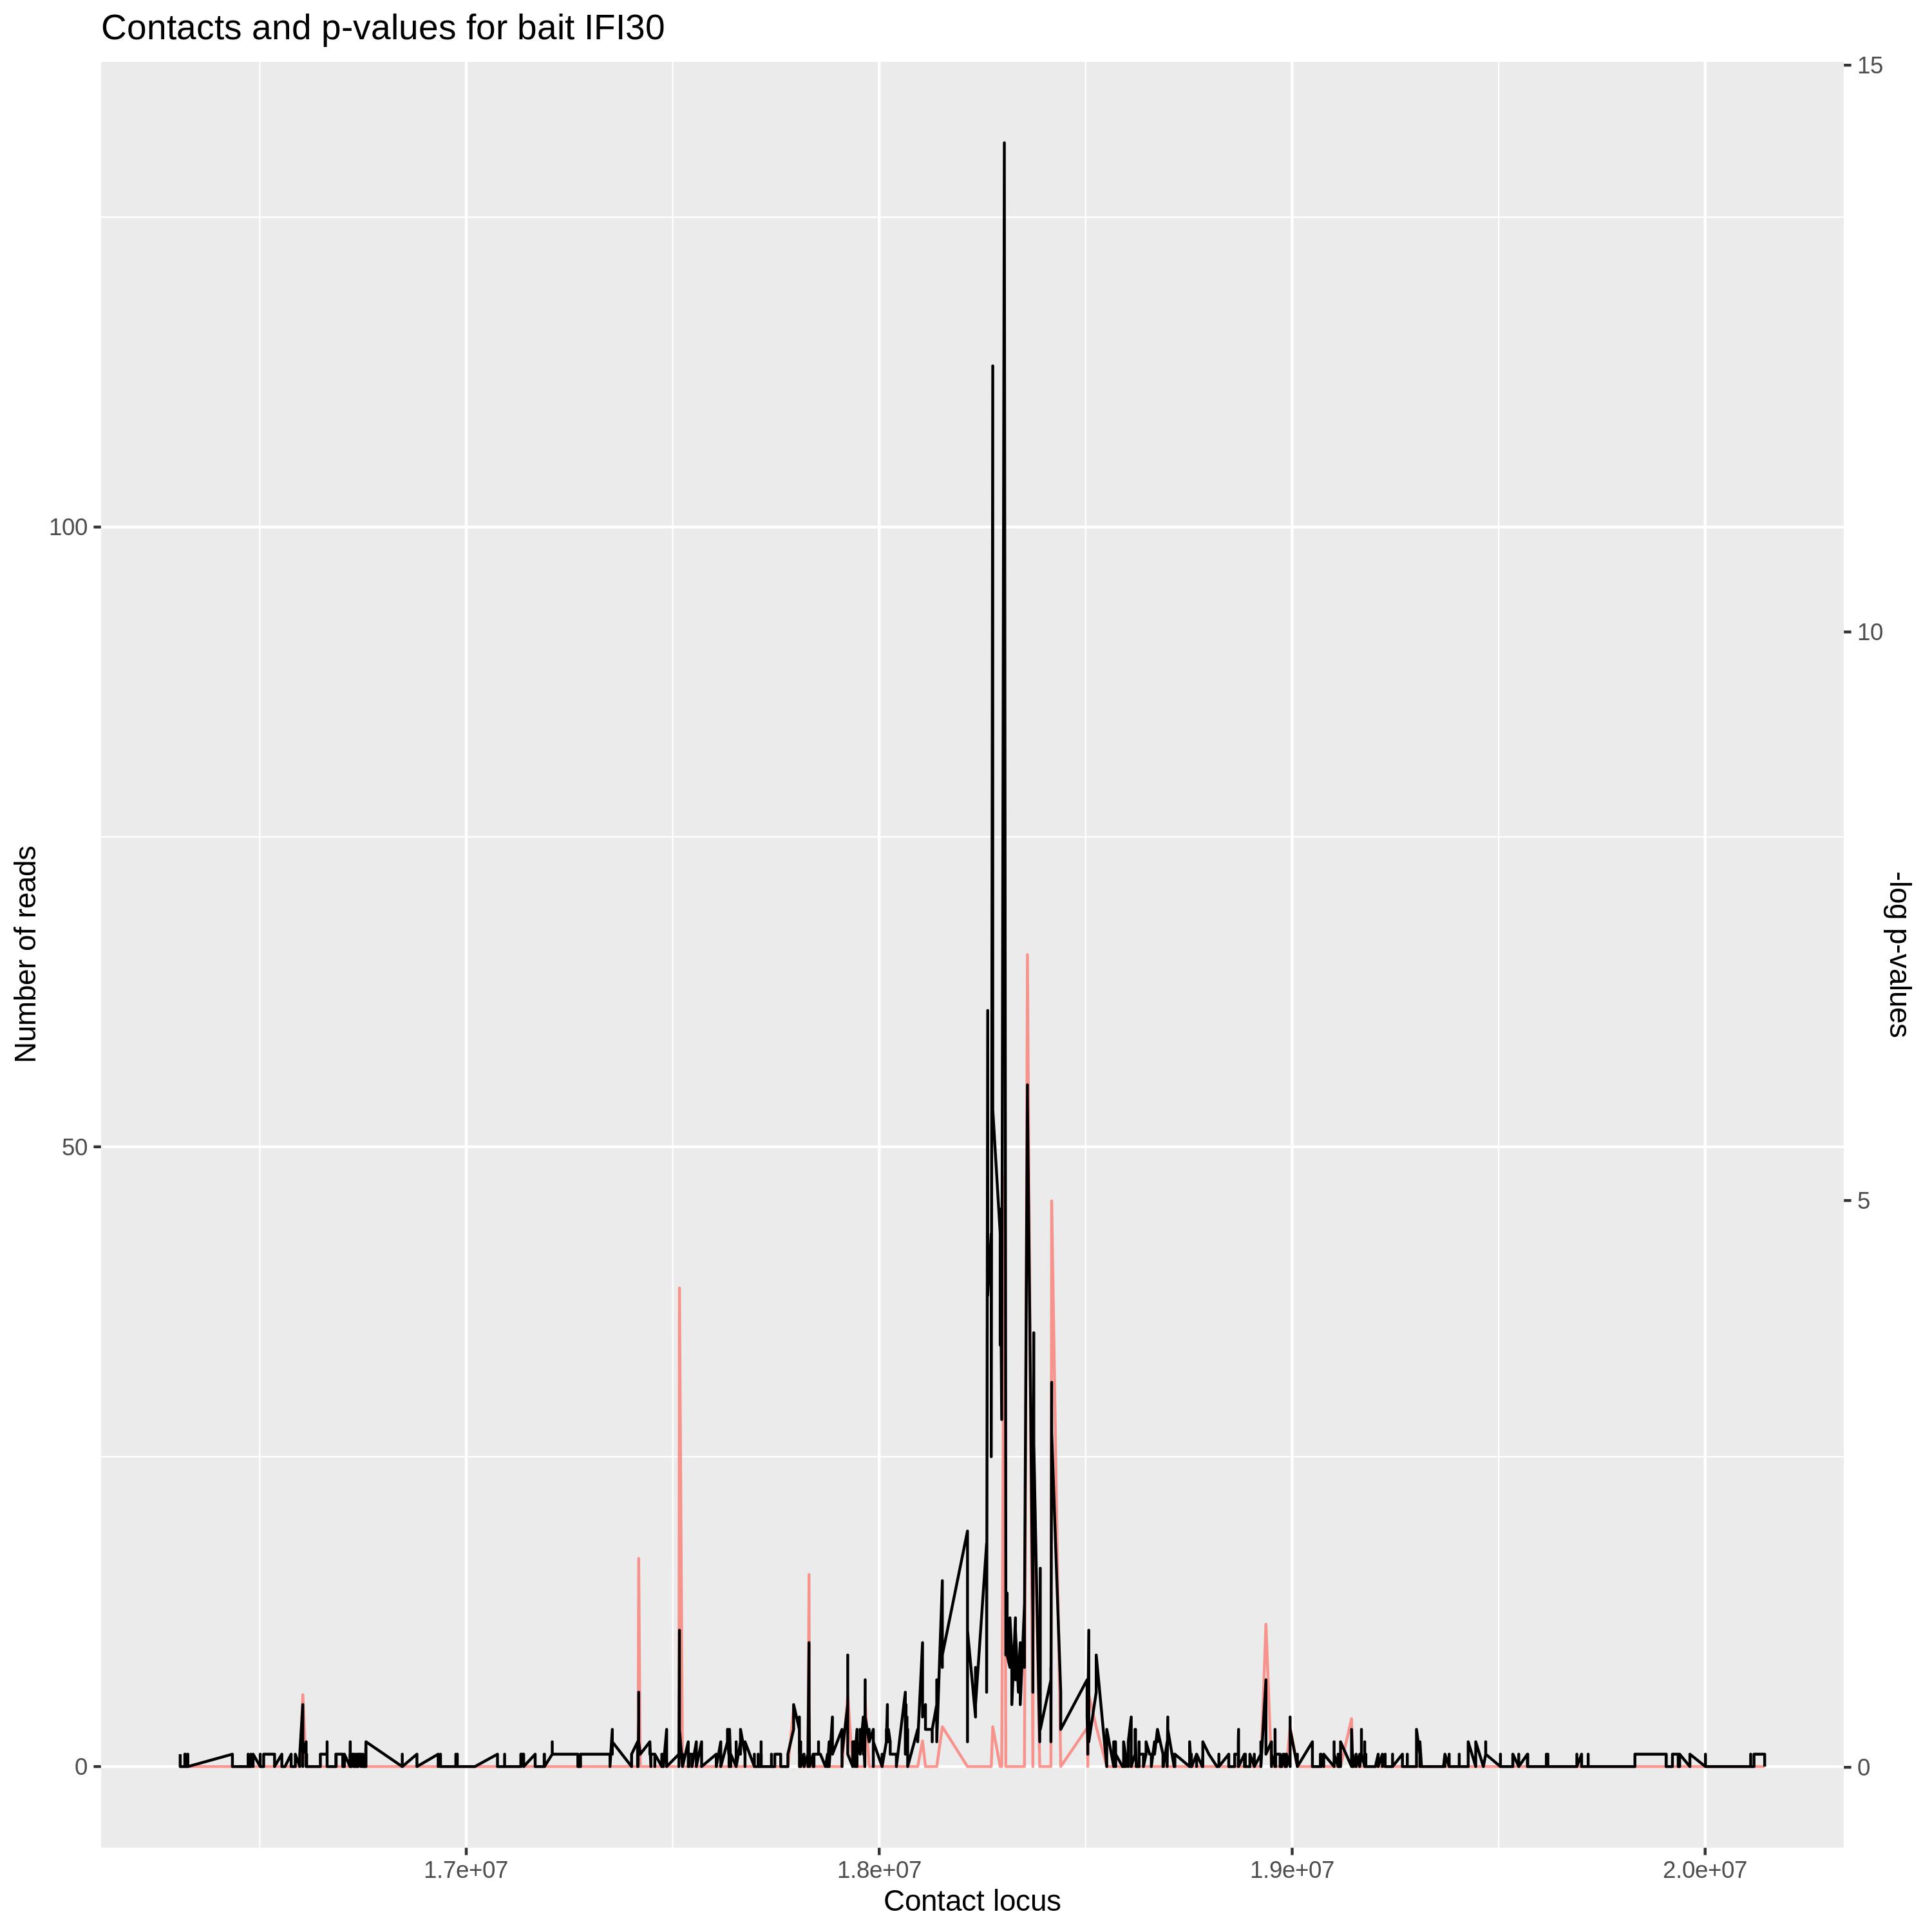 Contacts and p-values for bait IFI30
15
100
10
Number of reads
-log p-values
50
5
0
0
1.7e+07
1.8e+07
1.9e+07
2.0e+07
Contact locus